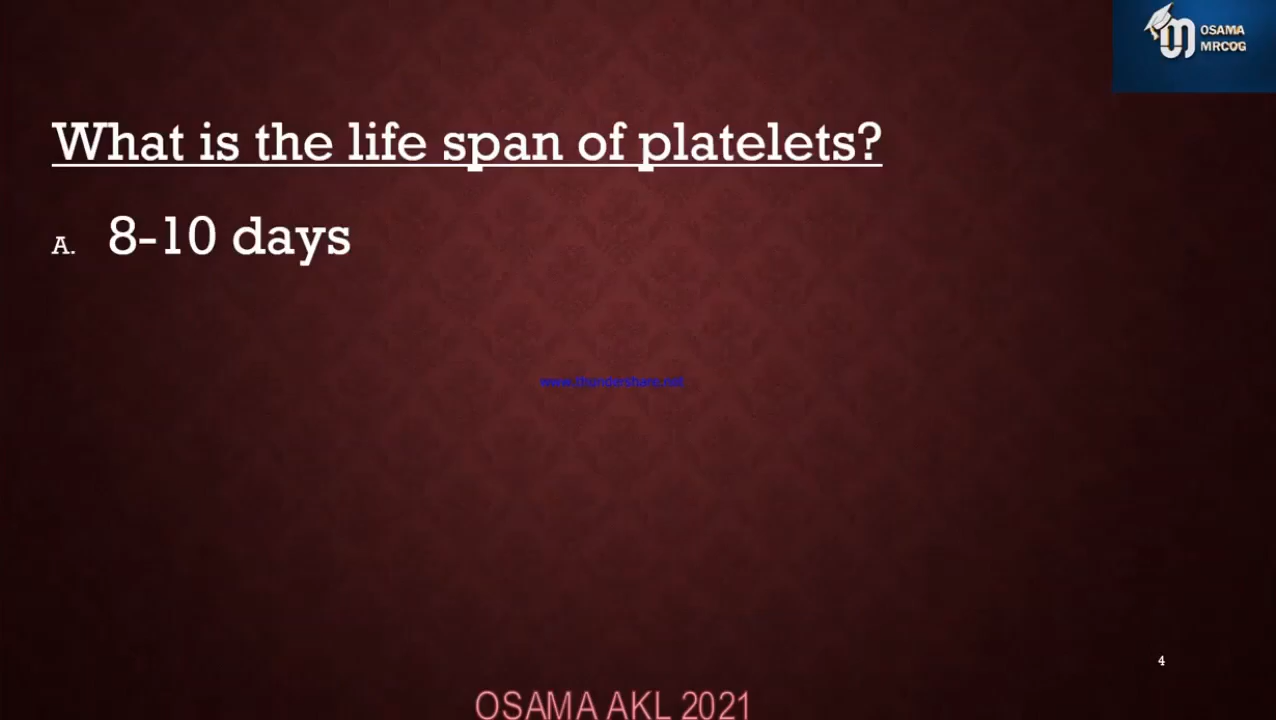 OSAMA
MRCOG
What is the life span of platelets?
A. 8-10 days
4
OSAMA AKL 2021